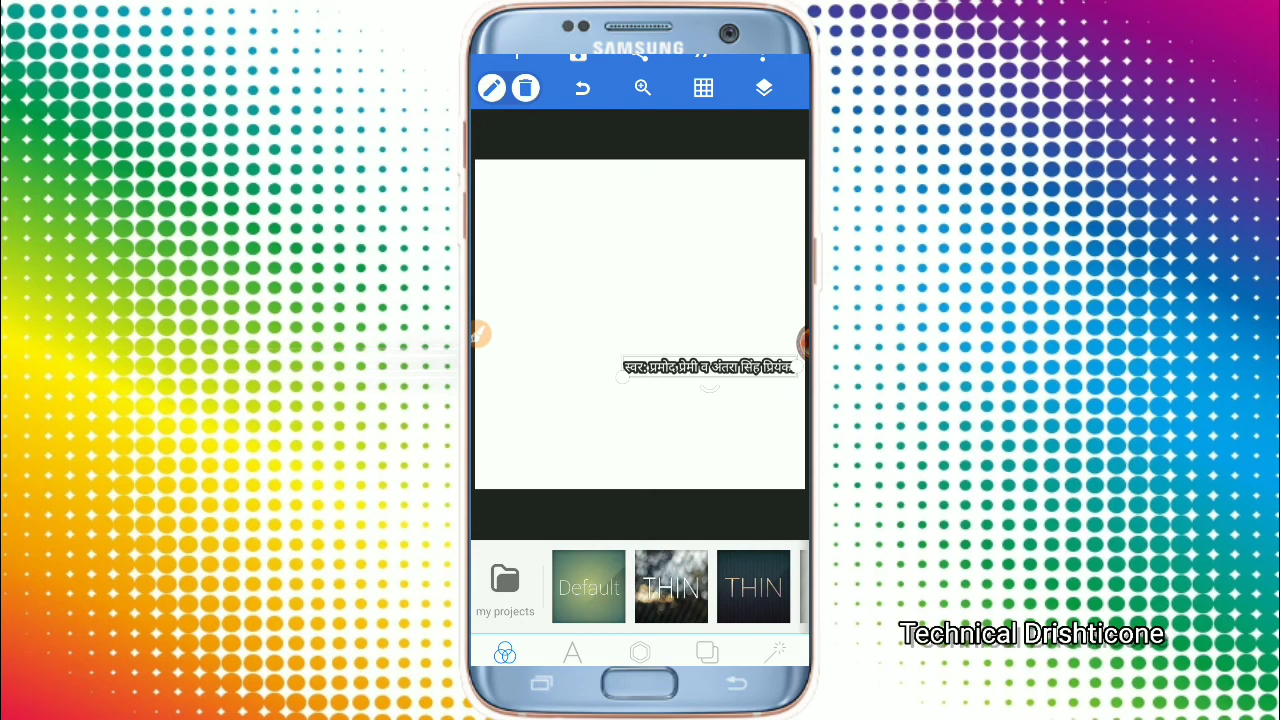 SAMSUNG
स्वर: प्रमोद प्रेमी व अंतरा सिंह प्रियंका
my projects
Default
THIN
THIN
Technical Drishticone